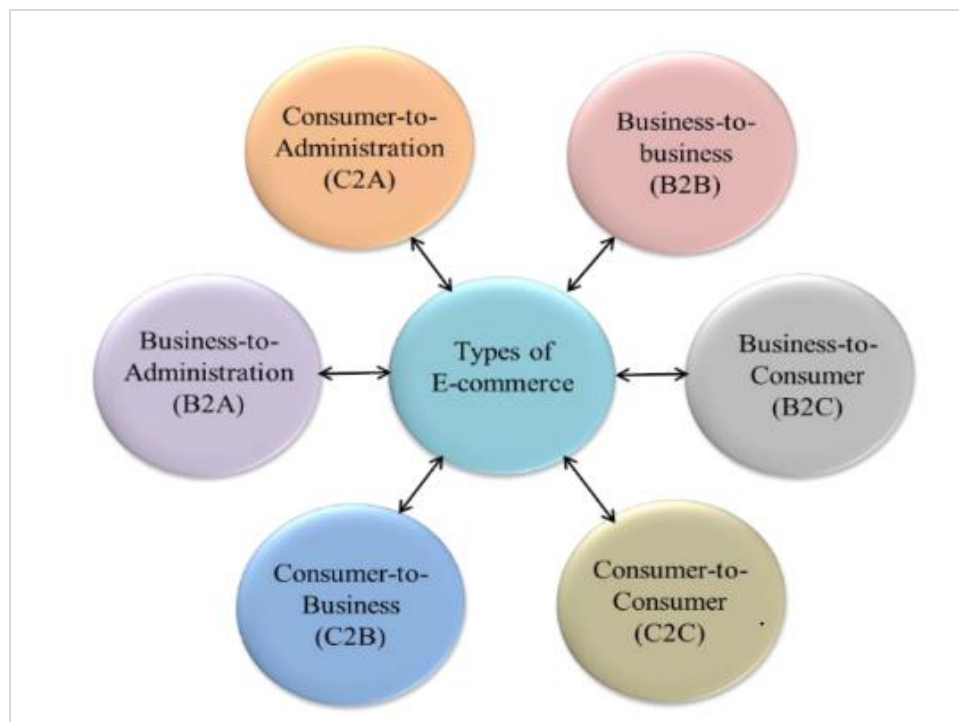 Consumer-to-
Administration
(C2A)
Business-to-
business
(B2B)
Business-to-
Administration
(B2A)
Types of
E-commerce
Business-to-
Consumer
(B2C)
Consumer-to-
Business
(C2B)
Consumer-to-
Consumer
(C2C)